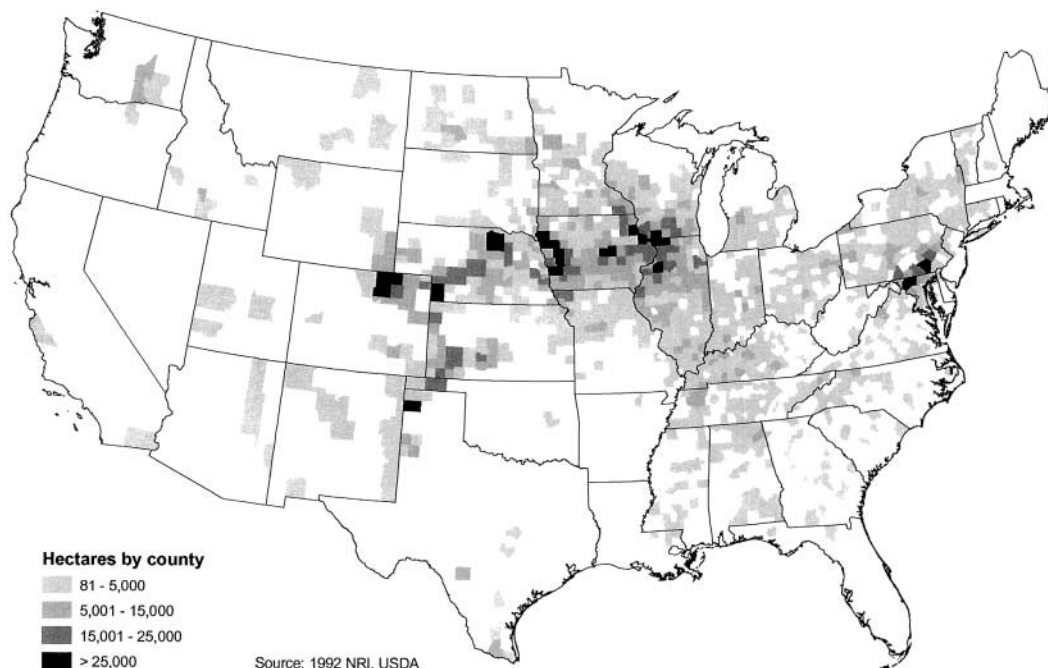 Hectares by county
81 - 5,000
5,001 - 15,000
15,001 - 25,000
> 25,000
Source: 1992 NRI, USDA